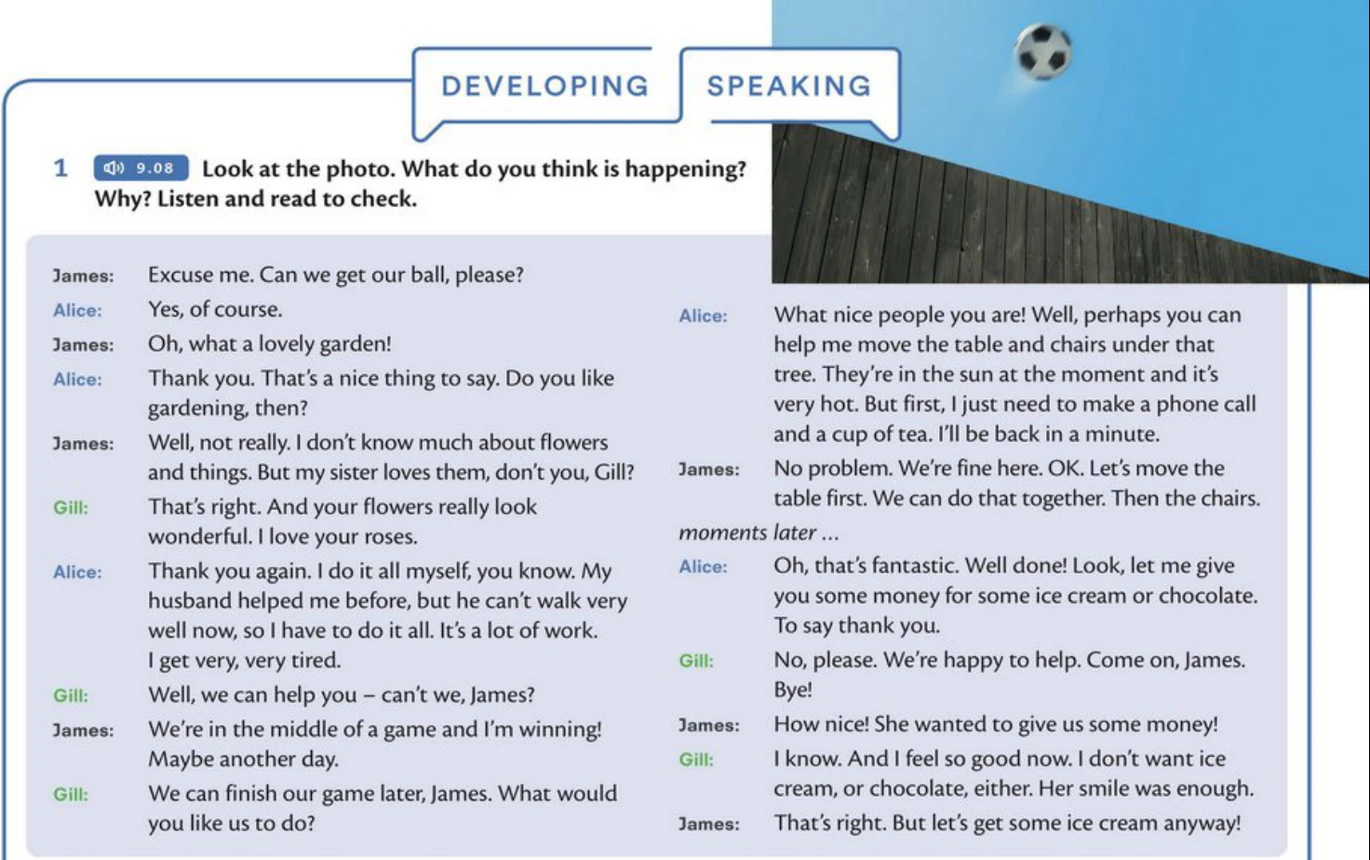 DEVELOPING SPEAKING
1 9.08 Look at the photo. What do you think is happening?
Why? Listen and read to check.
James: Excuse me. Can we get our ball, please?
Alice: Yes, of course.
James: Oh, what a lovely garden!
Alice: Thank you. That's a nice thing to say. Do you like
gardening, then?
James: Well, not really. I don't know much about flowers
and things. But my sister loves them, don't you, Gill?
Gill: That's right. And your flowers really look
wonderful. I love your roses.
Alice: Thank you again. I do it all myself, you know. My
husband helped me before, but he can't walk very
well now, so I have to do it all. It's a lot of work.
I get very, very tired.
Gill: Well, we can help you – can't we, James?
James: We're in the middle of a game and I'm winning!
Maybe another day.
Gill: We can finish our game later, James. What would
you like us to do?
Alice: What nice people you are! Well, perhaps you can
help me move the table and chairs under that
tree. They're in the sun at the moment and it's
very hot. But first, I just need to make a phone call
and a cup of tea. I'll be back in a minute.
James: No problem. We're fine here. OK. Let's move the
table first. We can do that together. Then the chairs.
moments later ...
Alice: Oh, that's fantastic. Well done! Look, let me give
you some money for some ice cream or chocolate.
To say thank you.
Gill: No, please. We're happy to help. Come on, James.
Bye!
James: How nice! She wanted to give us some money!
Gill: I know. And I feel so good now. I don't want ice
cream, or chocolate, either. Her smile was enough.
James: That's right. But let's get some ice cream anyway!